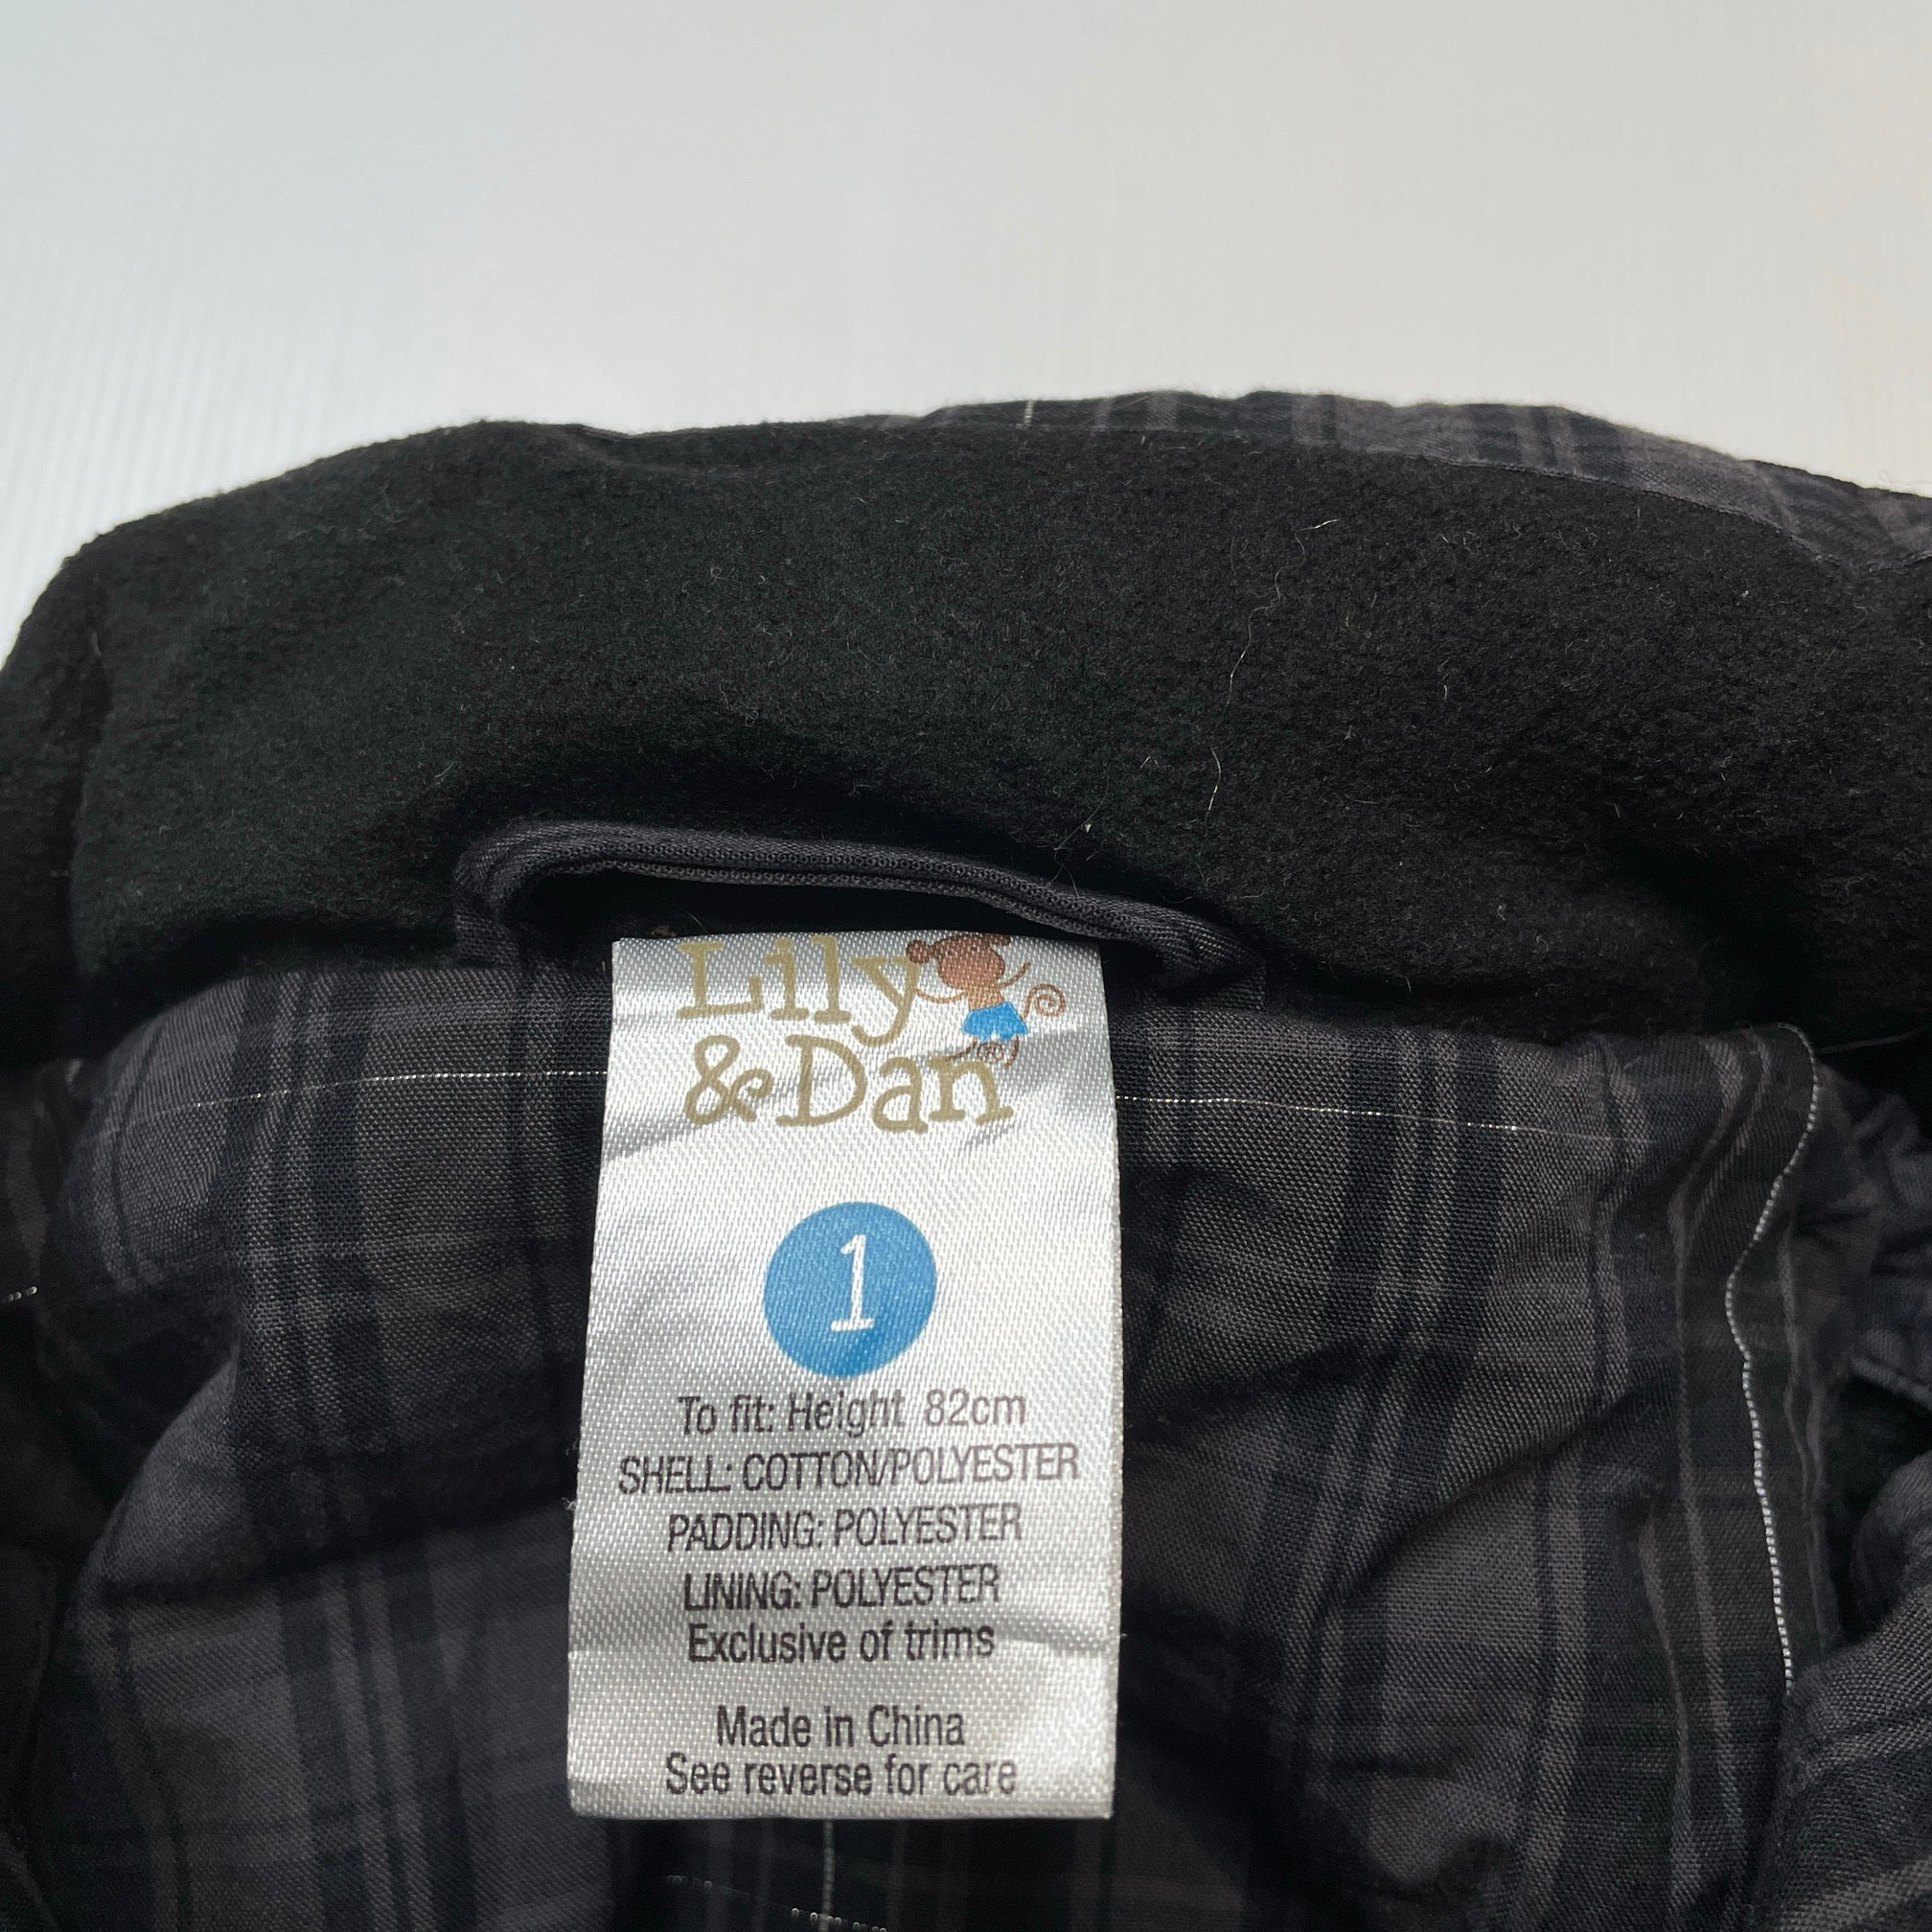 Lily
&Dan
1
To fit: Height 82cm
SHELL: COTTON/POLYESTER
PADDING: POLYESTER
LINING: POLYESTER
Exclusive of trims
Made in China
See reverse for care